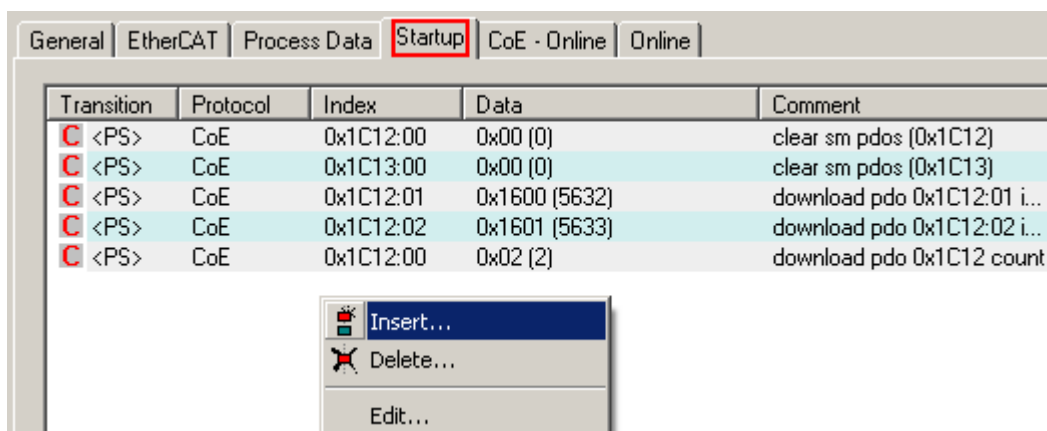 General EtherCAT Process Data Startup CoE - Online Online
Transition Protocol Index Data Comment
C <PS> CoE 0x1C12:00 0x00 (0) clear sm pdos (0x1C12)
C <PS> CoE 0x1C13:00 0x00 (0) clear sm pdos (0x1C13)
C <PS> CoE 0x1C12:01 0x1600 (5632) download pdo 0x1C12:01 i...
C <PS> CoE 0x1C12:02 0x1601 (5633) download pdo 0x1C12:02 i...
C <PS> CoE 0x1C12:00 0x02 (2) download pdo 0x1C12 count
Insert...
Delete...
Edit...